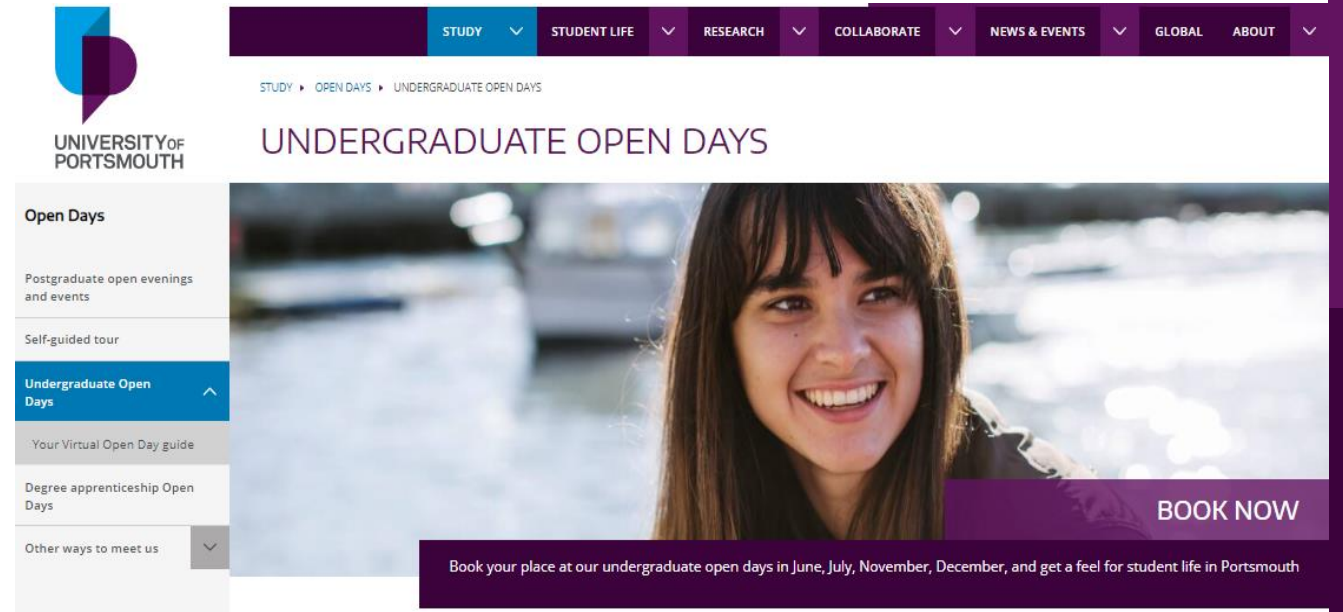 STUDY STUDENT LIFE RESEARCH COLLABORATE NEWS & EVENTS GLOBAL ABOUT
UNIVERSITY OF
PORTSMOUTH
STUDY OPEN DAYS UNDERGRADUATE OPEN DAYS
UNDERGRADUATE OPEN DAYS
Open Days
Postgraduate open evenings
and events
Self-guided tour
Undergraduate Open
Days
Your Virtual Open Day guide
Degree apprenticeship Open
Days
Other ways to meet us
BOOK NOW
Book your place at our undergraduate open days in June, July, November, December, and get a feel for student life in Portsmouth